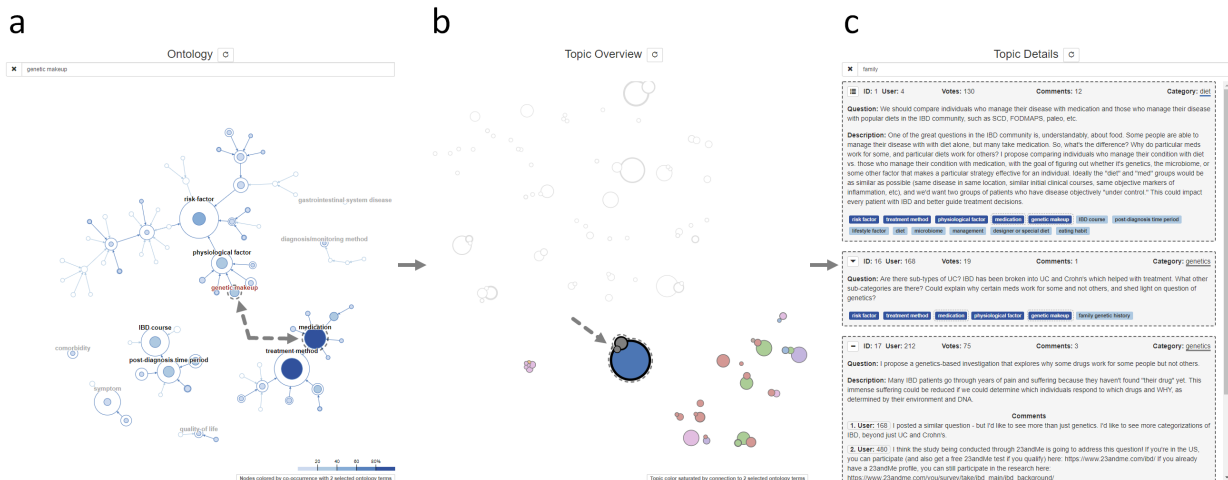 a
b
c
Ontology
Topic Overview
Topic Details
✖ genetic makeup
✖ family
risk factor
gastrointestinal system disease
diagnosis/monitoring method
physiological factor
genetic makeup
IBD course
medication
comorbidity
post-diagnosis time period
treatment method
symptom
quality of life
20 40 60 80%
Nodes colored by co-occurrence with 2 selected ontology terms
Topic color saturated by connection to 2 selected ontology terms
ID: 1 User: 4 Votes: 130 Comments: 12 Category: diet
Question: We should compare individuals who manage their disease with medication and those who manage their disease
with popular diets in the IBD community, such as SCD, FODMAPS, paleo, etc.
Description: One of the great questions in the IBD community is, understandably, about food. Some people are able to
manage their disease with with diet alone, but many take medication. So, what's the difference? Why do particular meds
work for some, and particular diets work for others? I propose comparing individuals who manage their condition with diet
vs. those who manage their condition with medication, with the goal of figuring out whether it's genetics, the microbiome, or
some other factor that makes a particular strategy effective for an individual. Ideally the "diet" and "med" groups would be
as similar as possible (same disease in same location, similar initial clinical courses, same objective markers of
inflammation, etc), and we'd want two groups of patients who have disease objectively "under control." This could impact
every patient with IBD and better guide treatment decisions.
risk factor treatment method physiological factor medication genetic makeup IBD course post-diagnosis time period
lifestyle factor diet microbiome management designer or special diet eating habit
ID: 16 User: 168 Votes: 19 Comments: 1 Category: genetics
Question: Are there sub-types of UC? IBD has been broken into UC and Crohn's which helped with treatment. What other
sub-categories are there? Could explain why certain meds work for some and not others, and shed light on question of
genetics?
risk factor treatment method medication physiological factor genetic makeup family genetic history
ID: 17 User: 212 Votes: 75 Comments: 3 Category: genetics
Question: I propose a genetics-based investigation that explores why some drugs work for some people but not others.
Description: Many IBD patients go through years of pain and suffering because they haven't found "their drug" yet. This
immense suffering could be reduced if we could determine which individuals respond to which drugs and WHY, as
determined by their environment and DNA.
Comments
1. User: 168 I posted a similar question - but I'd like to see more than just genetics. I'd like to see more categorizations of
IBD, beyond just UC and Crohn's.
2. User: 480 I think the study being conducted through 23andMe is going to address this question! If you're in the US,
you can participate (and also get a free 23andMe test if you qualify) here: https://www.23andme.com/ibd/ If you already
have a 23andMe profile, you can still participate in the research here:
https://www.23andme.com/you/survey/take/ibd_main/ibd_background/